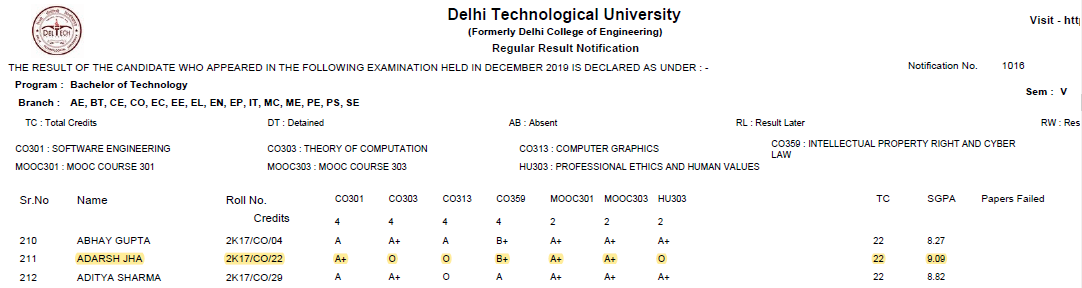 DELTECH
Delhi Technological University
(Formerly Delhi College of Engineering)
Visit - htt
Regular Result Notification
THE RESULT OF THE CANDIDATE WHO APPEARED IN THE FOLLOWING EXAMINATION HELD IN DECEMBER 2019 IS DECLARED AS UNDER : - Notification No. 1016
Program : Bachelor of Technology
Sem : V
Branch : AE, BT, CE, CO, EC, EE, EL, EN, EP, IT, MC, ME, PE, PS, SE
TC : Total Credits DT : Detained AB : Absent RL : Result Later RW : Res
CO301 : SOFTWARE ENGINEERING CO303 : THEORY OF COMPUTATION CO313 : COMPUTER GRAPHICS CO359 : INTELLECTUAL PROPERTY RIGHT AND CYBER
LAW
MOOC301 : MOOC COURSE 301 MOOC303 : MOOC COURSE 303 HU303 : PROFESSIONAL ETHICS AND HUMAN VALUES
Sr.No Name Roll No. CO301 CO303 CO313 CO359 MOOC301 MOOC303 HU303 TC SGPA Papers Failed
Credits 4 4 4 4 2 2 2
210 ABHAY GUPTA 2K17/CO/04 A A+ A B+ A+ A+ A+ 22 8.27
211 ADARSH JHA 2K17/CO/22 A+ O O B+ A+ A+ O 22 9.09
212 ADITYA SHARMA 2K17/CO/29 A A+ O A A+ A+ A+ 22 8.82